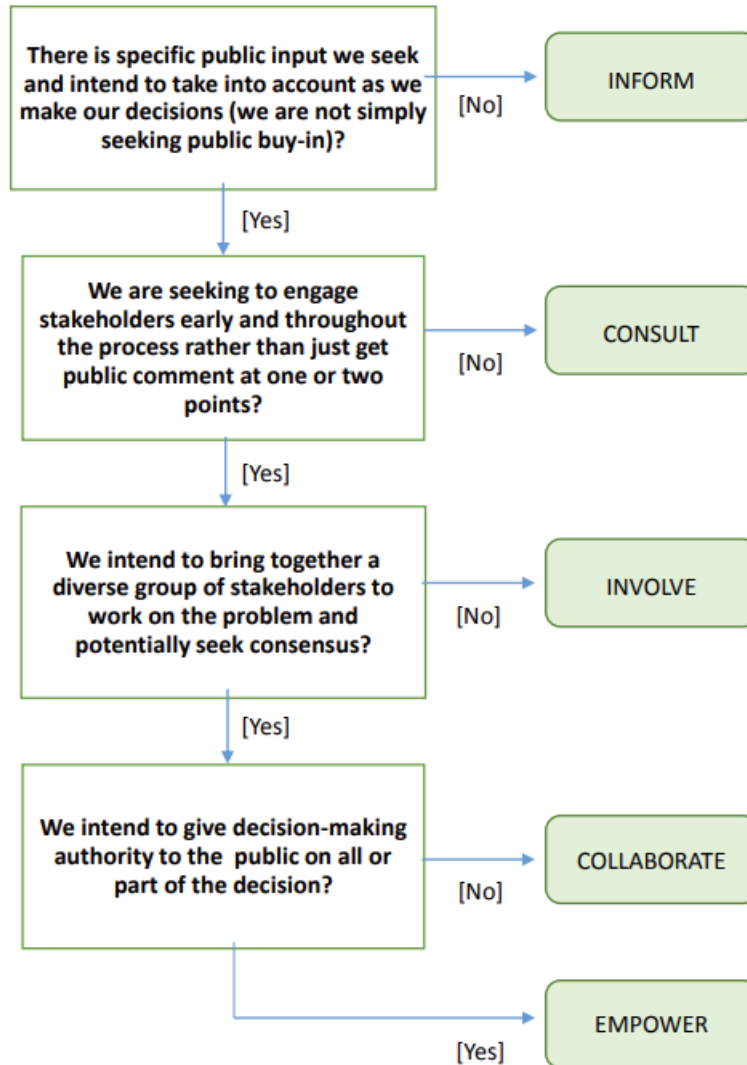 There is specific public input we seek
and intend to take into account as we
make our decisions (we are not simply
seeking public buy-in)?
[No]
INFORM
[Yes]
We are seeking to engage
stakeholders early and throughout
the process rather than just get
public comment at one or two
points?
[No]
CONSULT
[Yes]
We intend to bring together a
diverse group of stakeholders to
work on the problem and
potentially seek consensus?
[No]
INVOLVE
[Yes]
We intend to give decision-making
authority to the public on all or
part of the decision?
[No]
COLLABORATE
[Yes]
EMPOWER